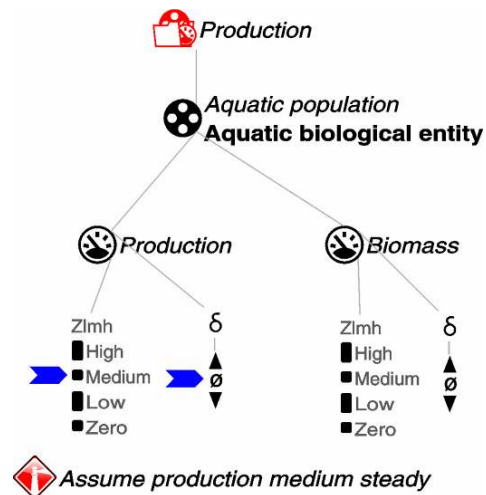 Production
Aquatic population
Aquatic biological entity
Production
Biomass
Zlmh
δ
High
Medium
ø
Low
Zero
Zlmh
δ
High
Medium
ø
Low
Zero
Assume production medium steady